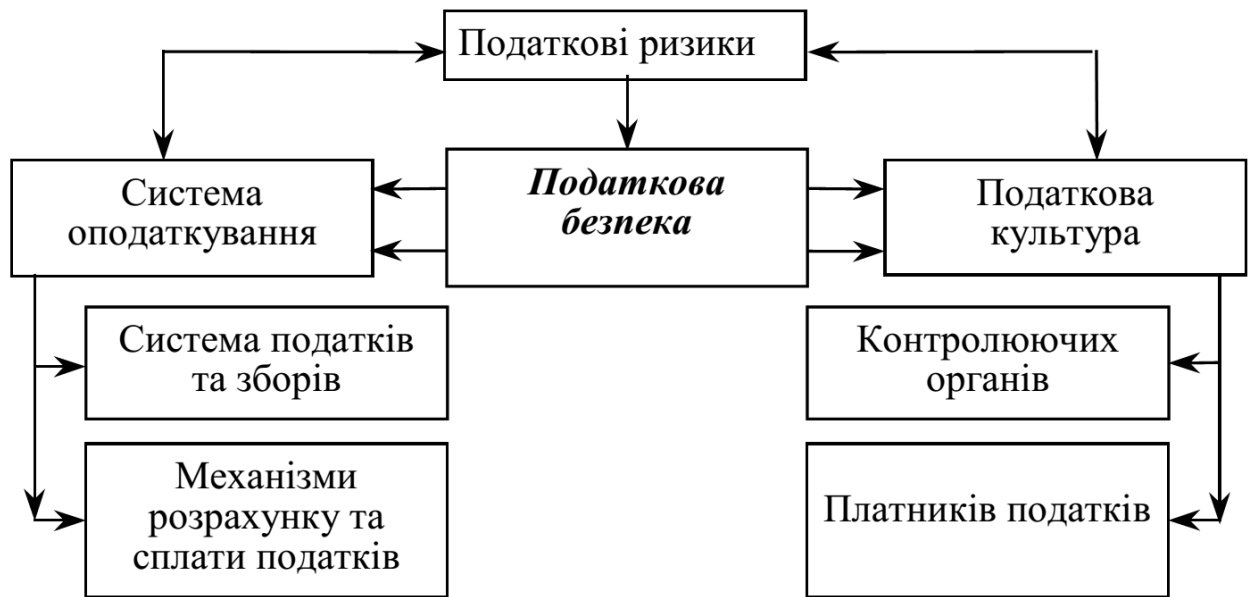 Податкові ризики
Система
оподаткування
Податкова
безпека
Податкова
культура
Система податків
та зборів
Механізми
розрахунку та
сплати податків
Контролюючих
органів
Платників податків